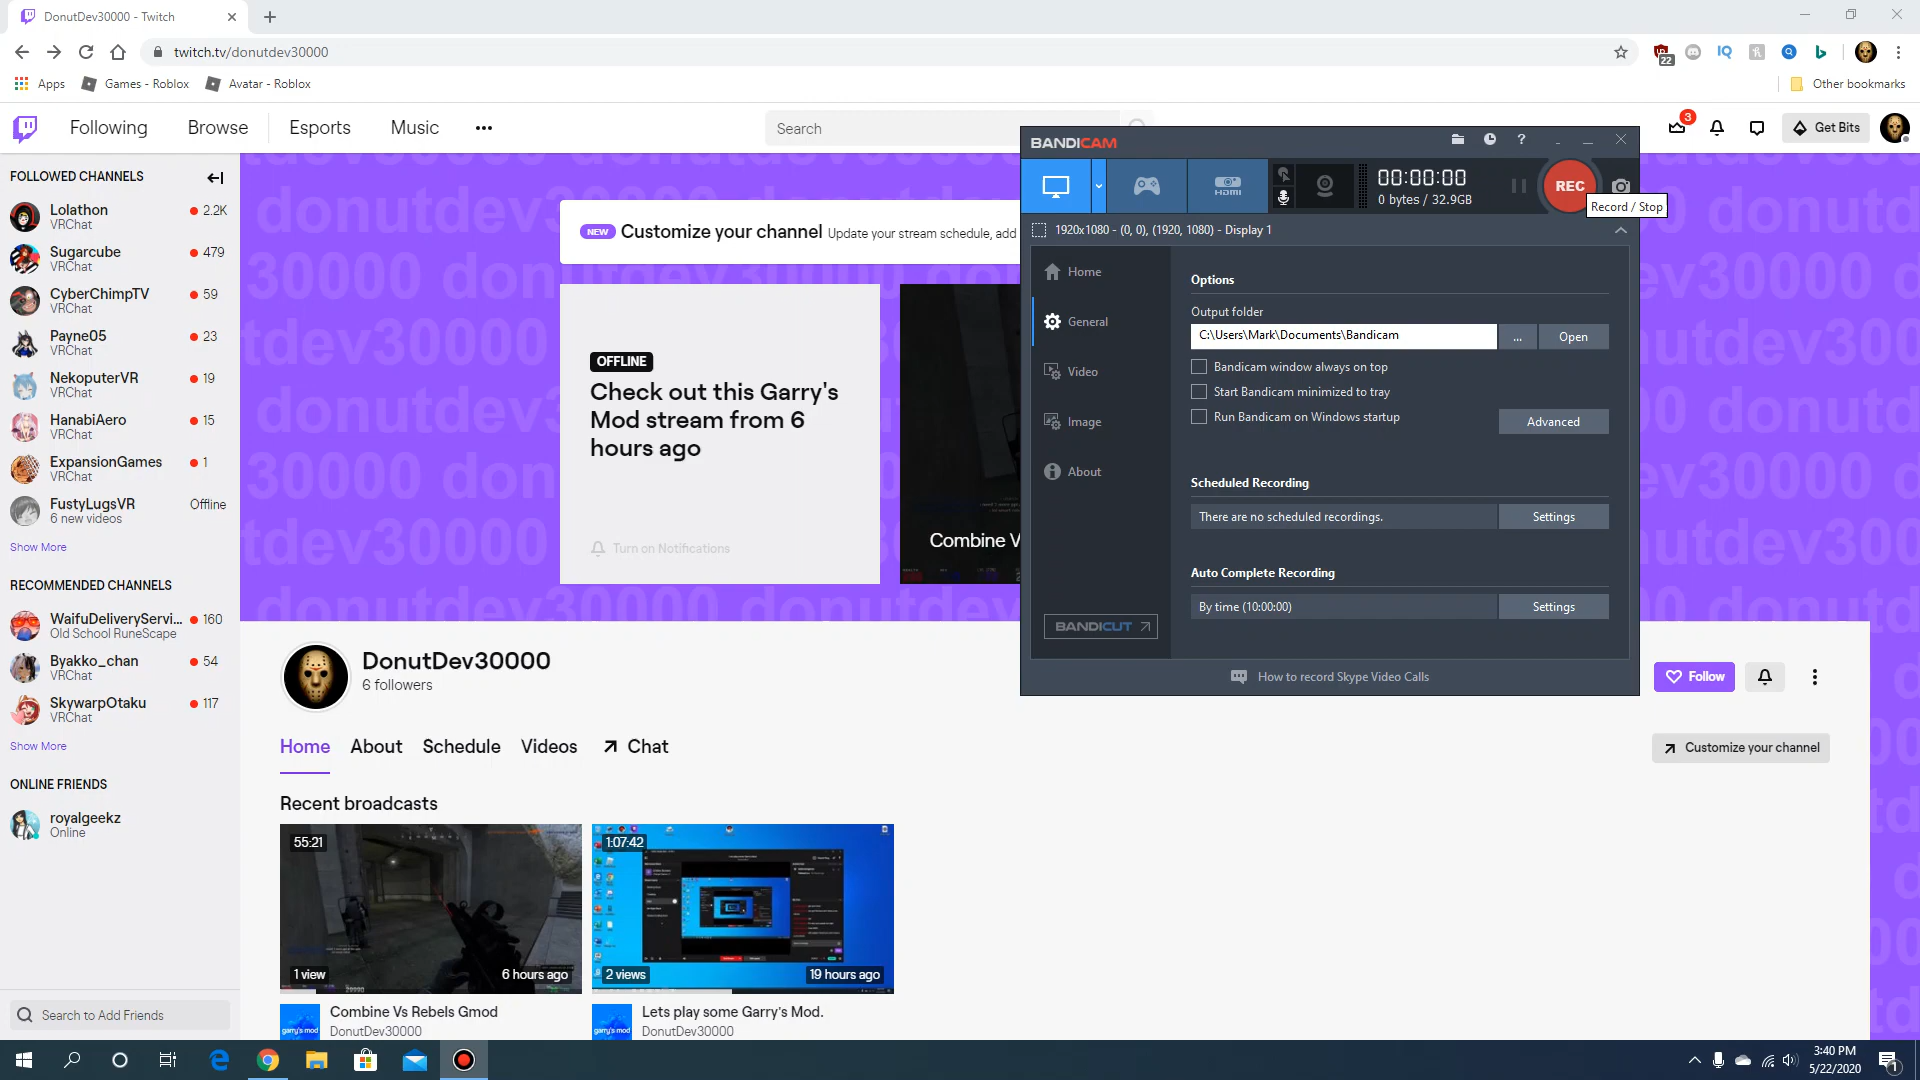 DonutDev30000 - Twitch
twitch.tv/donutdev30000
22
Apps
Games - Roblox
Avatar - Roblox
Other bookmarks
Following
Browse
Esports
Music
Search
3
Get Bits
FOLLOWED CHANNELS
Lolathon
2.2K
VRChat
Sugarcube
479
VRChat
CyberChimpTV
59
VRChat
Payne05
23
VRChat
NekoputerVR
19
VRChat
HanabiAero
15
VRChat
ExpansionGames
1
VRChat
FustyLugsVR
Offline
6 new videos
Show More
RECOMMENDED CHANNELS
WaifuDeliveryServi...
160
Old School RuneScape
Byakko_chan
54
VRChat
SkywarpOtaku
117
VRChat
Show More
ONLINE FRIENDS
royalgeekz
Online
Search to Add Friends
NEW
Customize your channel
Update your stream schedule, add
OFFLINE
Check out this Garry's
Mod stream from 6
hours ago
Turn on Notifications
Combine V
BANDICAM
HDMI
00:00:00
0 bytes / 32.9GB
REC
Record / Stop
1920x1080 - (0, 0), (1920, 1080) - Display 1
Home
General
Video
Image
About
BANDICUT
Options
Output folder
C:\Users\Mark\Documents\Bandicam
...
Open
Bandicam window always on top
Start Bandicam minimized to tray
Run Bandicam on Windows startup
Advanced
Scheduled Recording
There are no scheduled recordings.
Settings
Auto Complete Recording
By time (10:00:00)
Settings
How to record Skype Video Calls
DonutDev30000
6 followers
Follow
Home
About
Schedule
Videos
Chat
Customize your channel
Recent broadcasts
55:21
1 view
6 hours ago
Combine Vs Rebels Gmod
DonutDev30000
garry's mod
1:07:42
2 views
19 hours ago
Lets play some Garry's Mod.
DonutDev30000
garry's mod
3:40 PM
5/22/2020
1